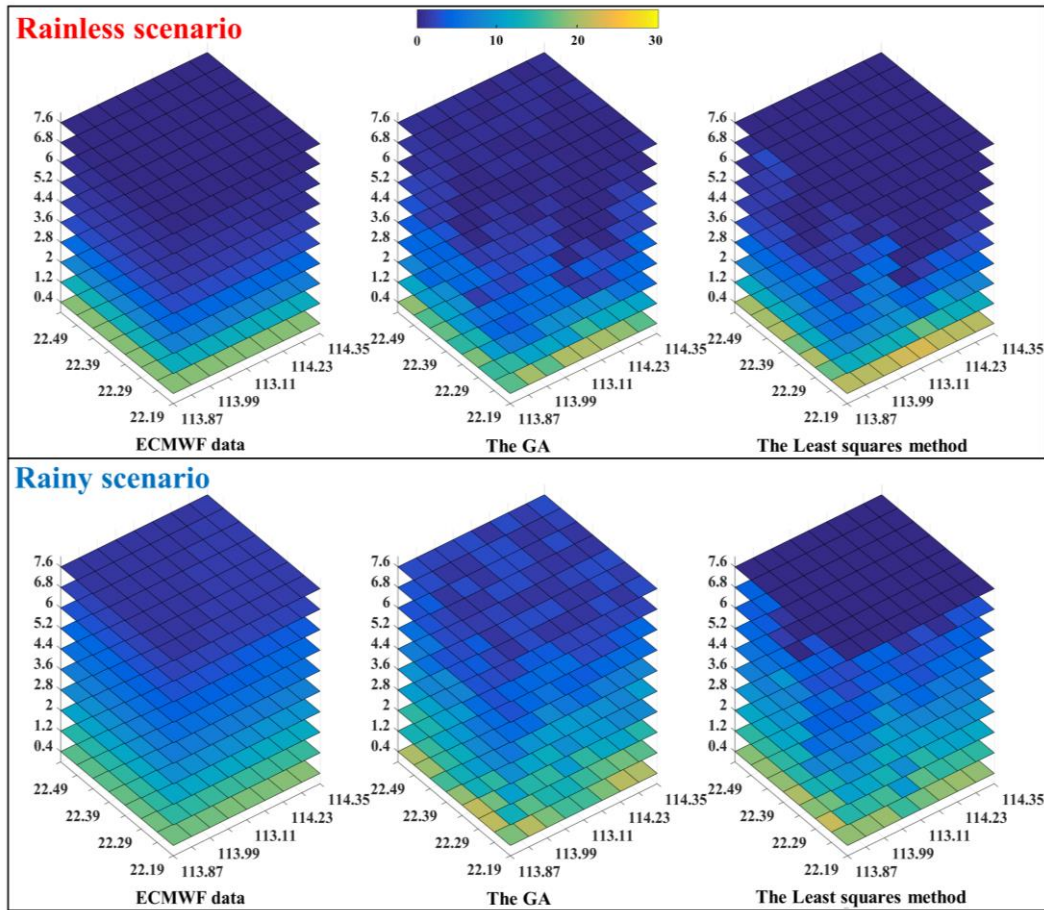 Rainless scenario
0 10 20 30
7.6 7.6 7.6
6.8 6.8 6.8
6 6 6
5.2 5.2 5.2
4.4 4.4 4.4
3.6 3.6 3.6
2.8 2.8 2.8
2 2 2
1.2 1.2 1.2
0.4 0.4 0.4
22.49 114.35 22.49 114.35 22.49 114.35
22.39 114.23 22.39 114.23 22.39 114.23
22.29 113.11 22.29 113.11 22.29 113.11
22.19 113.99 22.19 113.99 22.19 113.99
113.87 113.87 113.87
ECMWF data The GA The Least squares method
Rainy scenario
7.6 7.6 7.6
6.8 6.8 6.8
6 6 6
5.2 5.2 5.2
4.4 4.4 4.4
3.6 3.6 3.6
2.8 2.8 2.8
2 2 2
1.2 1.2 1.2
0.4 0.4 0.4
22.49 114.35 22.49 114.35 22.49 114.35
22.39 114.23 22.39 114.23 22.39 114.23
22.29 113.11 22.29 113.11 22.29 113.11
22.19 113.99 22.19 113.99 22.19 113.99
113.87 113.87 113.87
ECMWF data The GA The Least squares method